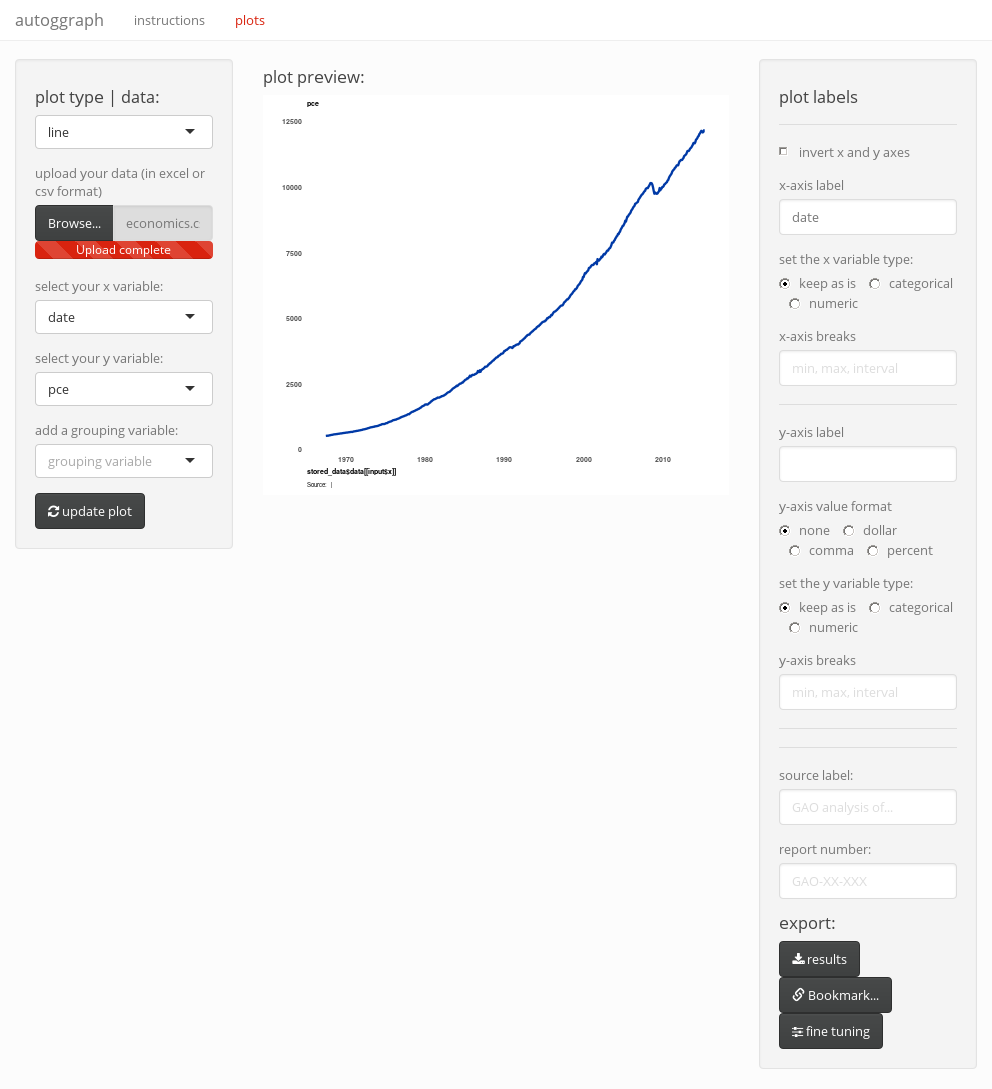 autoggraph
instructions
plots
plot type | data:
line
upload your data (in excel or
csv format)
Browse...
economics.c
Upload complete
select your x variable:
date
select your y variable:
pce
add a grouping variable:
grouping variable
update plot
plot preview:
pce
12500
10000
7500
5000
2500
0
1970 1980 1990 2000 2010
stored_data$data[[input$x]]
Source: |
plot labels
invert x and y axes
x-axis label
date
set the x variable type:
keep as is categorical
numeric
x-axis breaks
min, max, interval
y-axis label
y-axis value format
none dollar
comma percent
set the y variable type:
keep as is categorical
numeric
y-axis breaks
min, max, interval
source label:
GAO analysis of...
report number:
GAO-XX-XXX
export:
results
Bookmark...
fine tuning